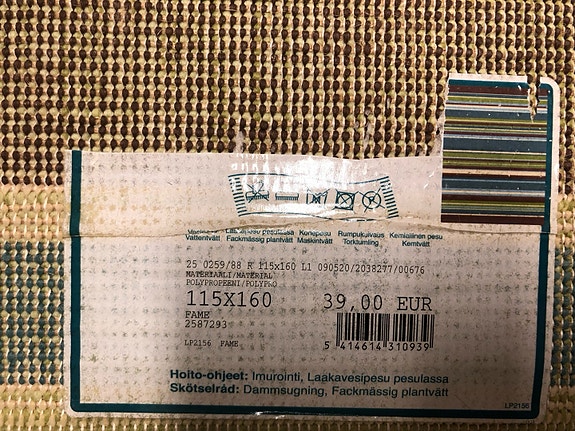 Laakapesu pesulassa Konepesu Rumpukuivaus Kemiallinen pesu
Vattentvätt Fackmässig plantvätt Maskintvätt Torktumling Kemtvätt
25 0259/88 R 115x160 L1 090520/2038277/00676
MATERIAALI/MATERIAL
POLYPROPEENI/POLYPRO
115X160 39,00 EUR
FAME
2587293
LP2156 FAME
5 414614 310939
Hoito-ohjeet: Imurointi, Laakavesipesu pesulassa
Skötselråd: Dammsugning, Fackmässig plantvätt
LP2156